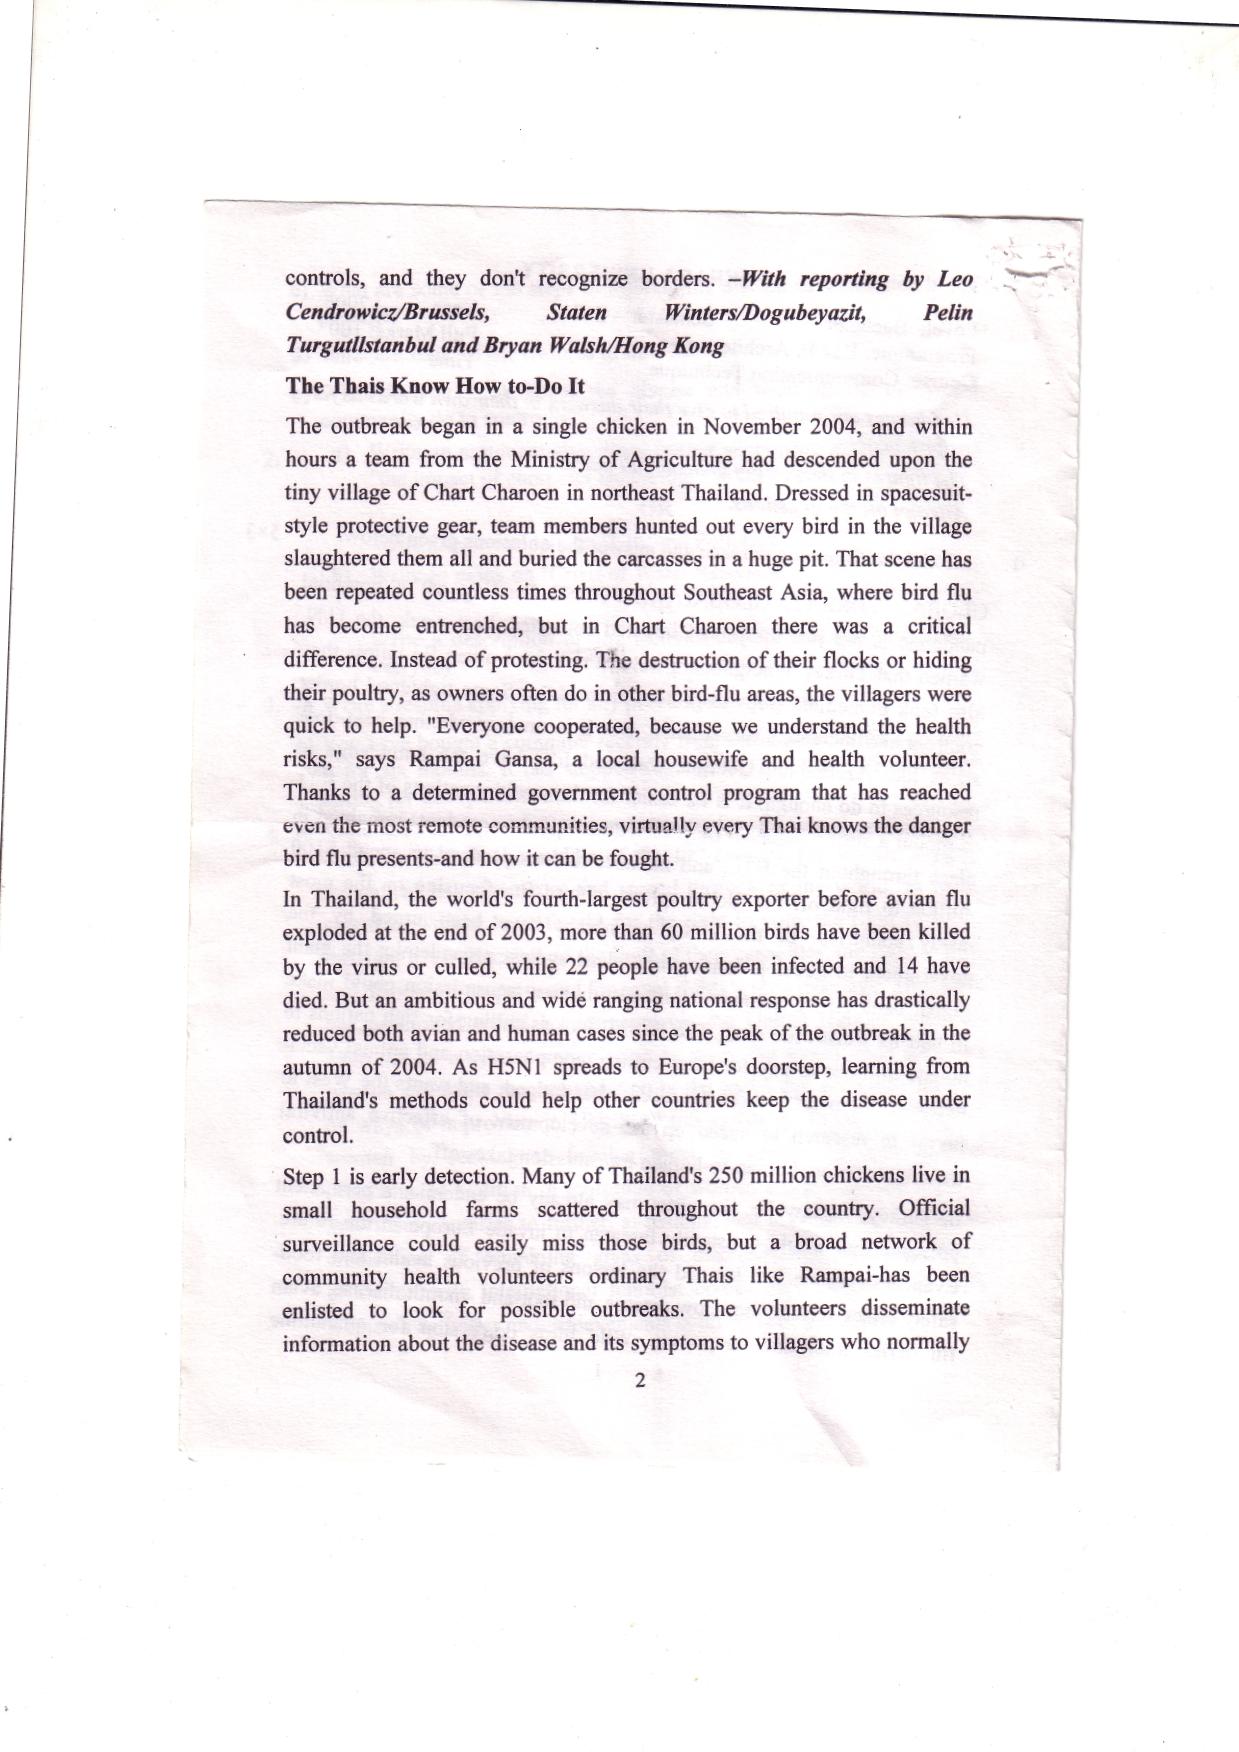 controls, and they don't recognize borders. –With reporting by Leo
Cendrowicz/Brussels, Staten Winters/Dogubeyazit, Pelin
Turgutllstanbul and Bryan Walsh/Hong Kong
The Thais Know How to-Do It
The outbreak began in a single chicken in November 2004, and within
hours a team from the Ministry of Agriculture had descended upon the
tiny village of Chart Charoen in northeast Thailand. Dressed in spacesuit-
style protective gear, team members hunted out every bird in the village
slaughtered them all and buried the carcasses in a huge pit. That scene has
been repeated countless times throughout Southeast Asia, where bird flu
has become entrenched, but in Chart Charoen there was a critical
difference. Instead of protesting. The destruction of their flocks or hiding
their poultry, as owners often do in other bird-flu areas, the villagers were
quick to help. "Everyone cooperated, because we understand the health
risks," says Rampai Gansa, a local housewife and health volunteer.
Thanks to a determined government control program that has reached
even the most remote communities, virtually every Thai knows the danger
bird flu presents-and how it can be fought.
In Thailand, the world's fourth-largest poultry exporter before avian flu
exploded at the end of 2003, more than 60 million birds have been killed
by the virus or culled, while 22 people have been infected and 14 have
died. But an ambitious and wide ranging national response has drastically
reduced both avian and human cases since the peak of the outbreak in the
autumn of 2004. As H5N1 spreads to Europe's doorstep, learning from
Thailand's methods could help other countries keep the disease under
control.
Step 1 is early detection. Many of Thailand's 250 million chickens live in
small household farms scattered throughout the country. Official
surveillance could easily miss those birds, but a broad network of
community health volunteers ordinary Thais like Rampai-has been
enlisted to look for possible outbreaks. The volunteers disseminate
information about the disease and its symptoms to villagers who normally
2